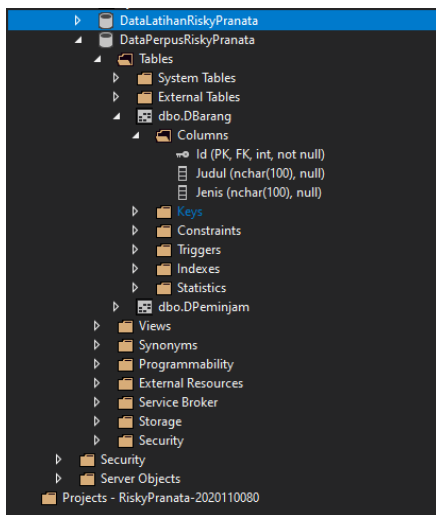 DataLatihanRiskyPranata
DataPerpusRiskyPranata
Tables
System Tables
External Tables
dbo.DBarang
Columns
Id (PK, FK, int, not null)
Judul (nchar(100), null)
Jenis (nchar(100), null)
Keys
Constraints
Triggers
Indexes
Statistics
dbo.DPeminjam
Views
Synonyms
Programmability
External Resources
Service Broker
Storage
Security
Security
Server Objects
Projects - RiskyPranata-2020110080